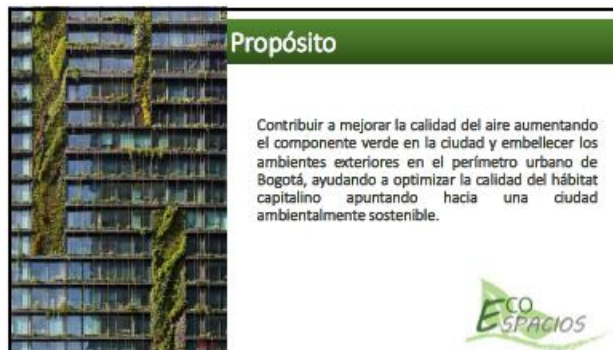 Propósito
Contribuir a mejorar la calidad del aire aumentando
el componente verde en la ciudad y embellecer los
ambientes exteriores en el perímetro urbano de
Bogotá, ayudando a optimizar la calidad del hábitat
capitalino apuntando hacia una ciudad
ambientalmente sostenible.
ECO
ESPACIOS